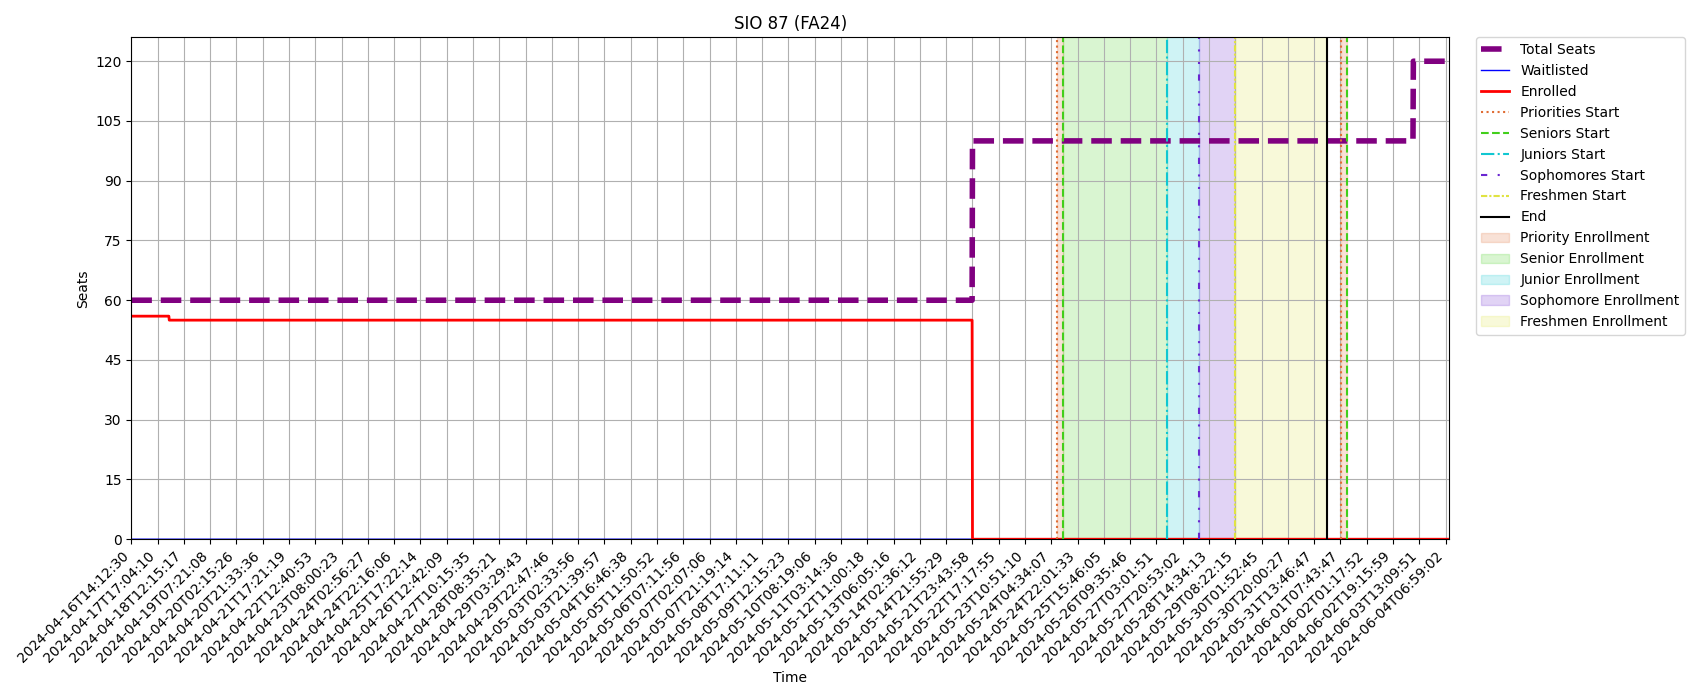 SIO 87 (FA24)
Seats
120
105
90
75
60
45
30
15
0
2024-04-16T14:12:30
2024-04-17T17:04:10
2024-04-18T12:15:17
2024-04-19T07:21:08
2024-04-20T02:15:26
2024-04-20T21:33:36
2024-04-21T17:21:19
2024-04-22T12:40:53
2024-04-23T08:00:23
2024-04-24T02:56:27
2024-04-24T22:16:06
2024-04-25T17:22:14
2024-04-26T12:42:09
2024-04-27T10:15:35
2024-04-28T08:35:21
2024-04-29T03:29:43
2024-04-29T22:47:46
2024-05-03T02:33:56
2024-05-03T21:39:57
2024-05-04T16:46:38
2024-05-05T11:50:52
2024-05-06T07:11:56
2024-05-07T02:07:06
2024-05-07T21:19:14
2024-05-08T17:11:11
2024-05-09T12:15:23
2024-05-10T08:19:06
2024-05-11T03:14:36
2024-05-12T11:00:18
2024-05-13T06:05:16
2024-05-14T02:36:12
2024-05-14T21:55:29
2024-05-21T23:43:58
2024-05-22T17:17:55
2024-05-23T10:51:10
2024-05-24T04:34:07
2024-05-24T22:01:33
2024-05-25T15:46:05
2024-05-26T09:35:46
2024-05-27T03:01:51
2024-05-27T20:53:02
2024-05-28T14:34:13
2024-05-29T08:22:15
2024-05-30T01:52:45
2024-05-30T20:00:27
2024-05-31T13:46:47
2024-06-01T07:43:47
2024-06-02T01:17:52
2024-06-02T19:15:59
2024-06-03T13:09:51
2024-06-04T06:59:02
Time
Total Seats
Waitlisted
Enrolled
Priorities Start
Seniors Start
Juniors Start
Sophomores Start
Freshmen Start
End
Priority Enrollment
Senior Enrollment
Junior Enrollment
Sophomore Enrollment
Freshmen Enrollment